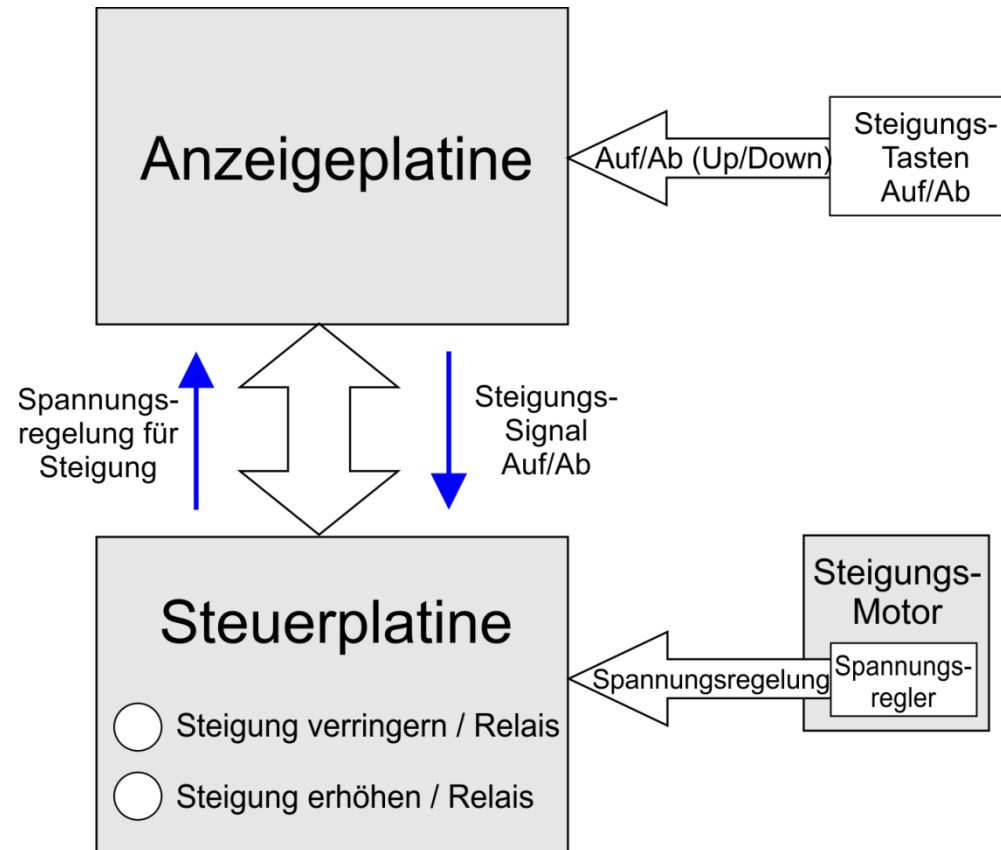 Anzeigeplatine
Auf/Ab (Up/Down)
Steigungs-
Tasten
Auf/Ab
Spannungs-
regelung für
Steigung
Steigungs-
Signal
Auf/Ab
Steuerplatine
Steigung verringern / Relais
Steigung erhöhen / Relais
Spannungsregelung
Steigungs-
Motor
Spannungs-
regler